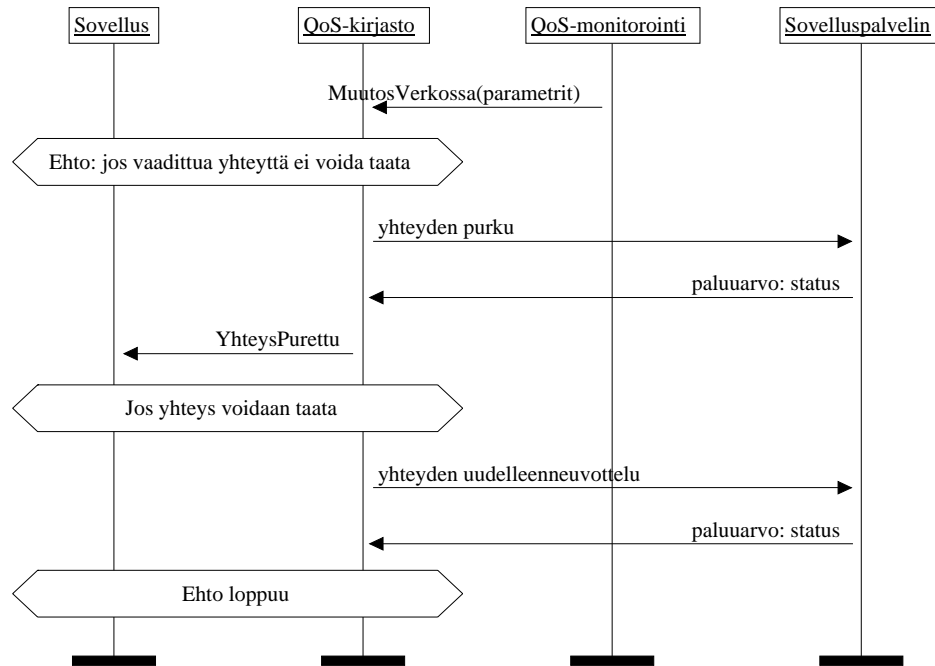 Sovellus
QoS-kirjasto
QoS-monitorointi
Sovelluspalvelin
MuutosVerkossa(parametrit)
Ehto: jos vaadittua yhteyttä ei voida taata
yhteyden purku
paluuarvo: status
YhteysPurettu
Jos yhteys voidaan taata
yhteyden uudelleenneuvottelu
paluuarvo: status
Ehto loppuu